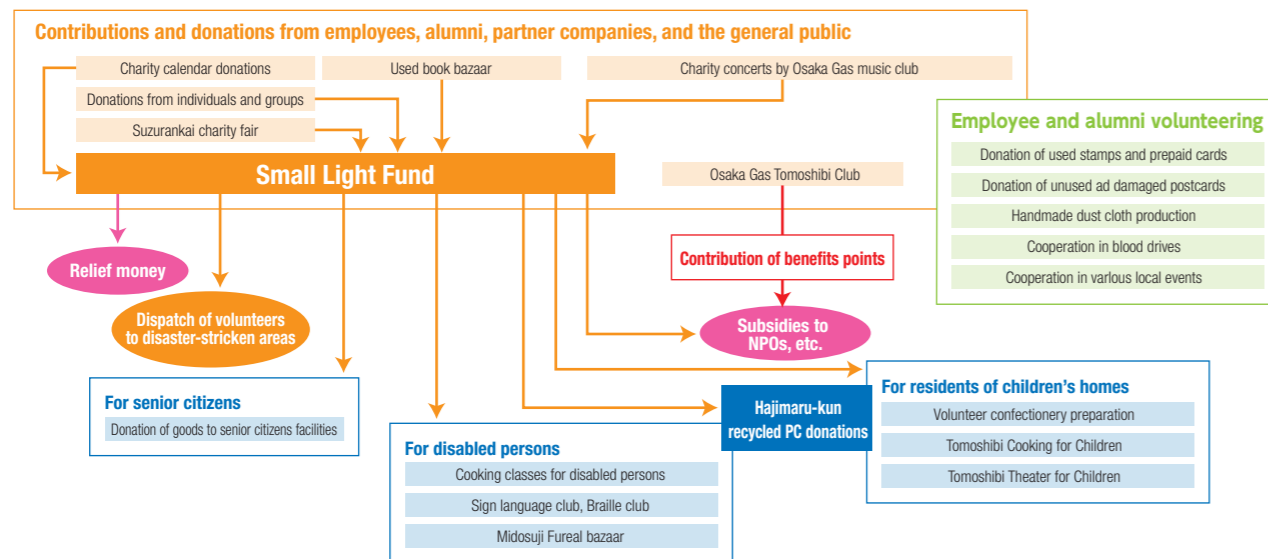 Contributions and donations from employees, alumni, partner companies, and the general public
Charity calendar donations
Used book bazaar
Charity concerts by Osaka Gas music club
Donations from individuals and groups
Suzurankai charity fair
Small Light Fund
Osaka Gas Tomoshibi Club
Employee and alumni volunteering
Donation of used stamps and prepaid cards
Donation of unused ad damaged postcards
Handmade dust cloth production
Cooperation in blood drives
Cooperation in varlous local events
Relief money
Contribution of benefits points
Dispatch of volunteers
to disaster-stricken areas
Subsidies to
NPOs, etc.
For senior citizens
Donation of goods to senior citizens facilities
For disabled persons
Cooking classes for disabled persons
Sign language club, Braille club
Midosuji Fureal bazaar
Hajimaru-kun
recycled PC donations
For residents of children's homes
Volunteer confectionery preparation
Tomoshibi Cooking for Children
Tomoshibi Theater for Children